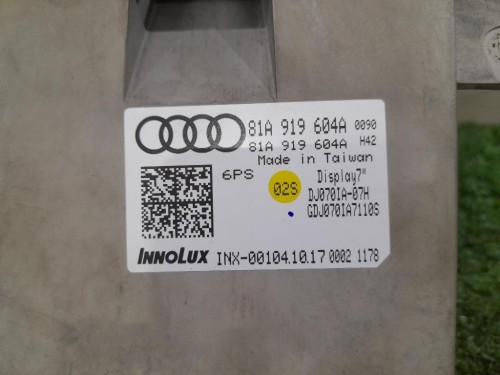 81A 919 604A 0090
81A 919 604A H42
Made in Taiwan
6PS
02S
Display7"
DJ070IA-07H
GDJ070IA7110S
INNOLUX INX-00104.10.17 0002 1178